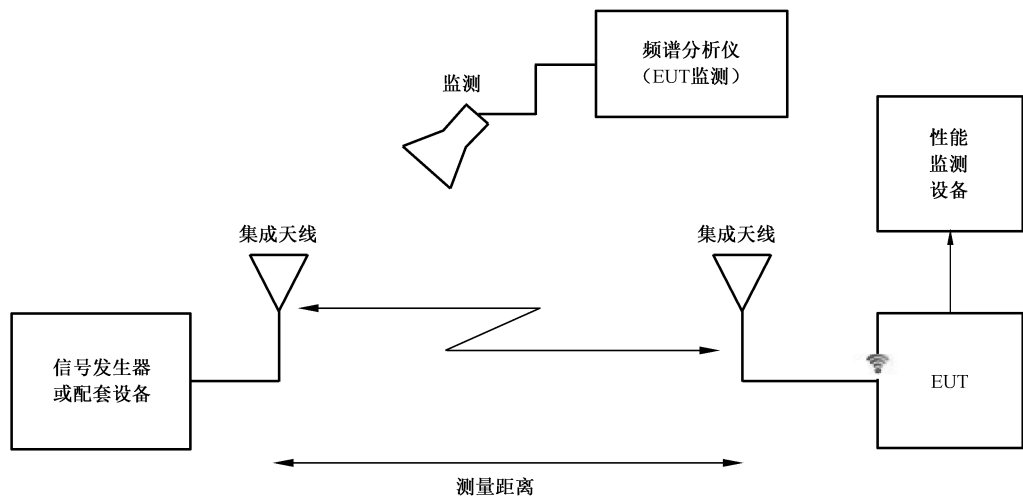 频谱分析仪
（EUT监测）
监测
性能
监测
设备
集成天线
集成天线
信号发生器
或配套设备
EUT
测量距离